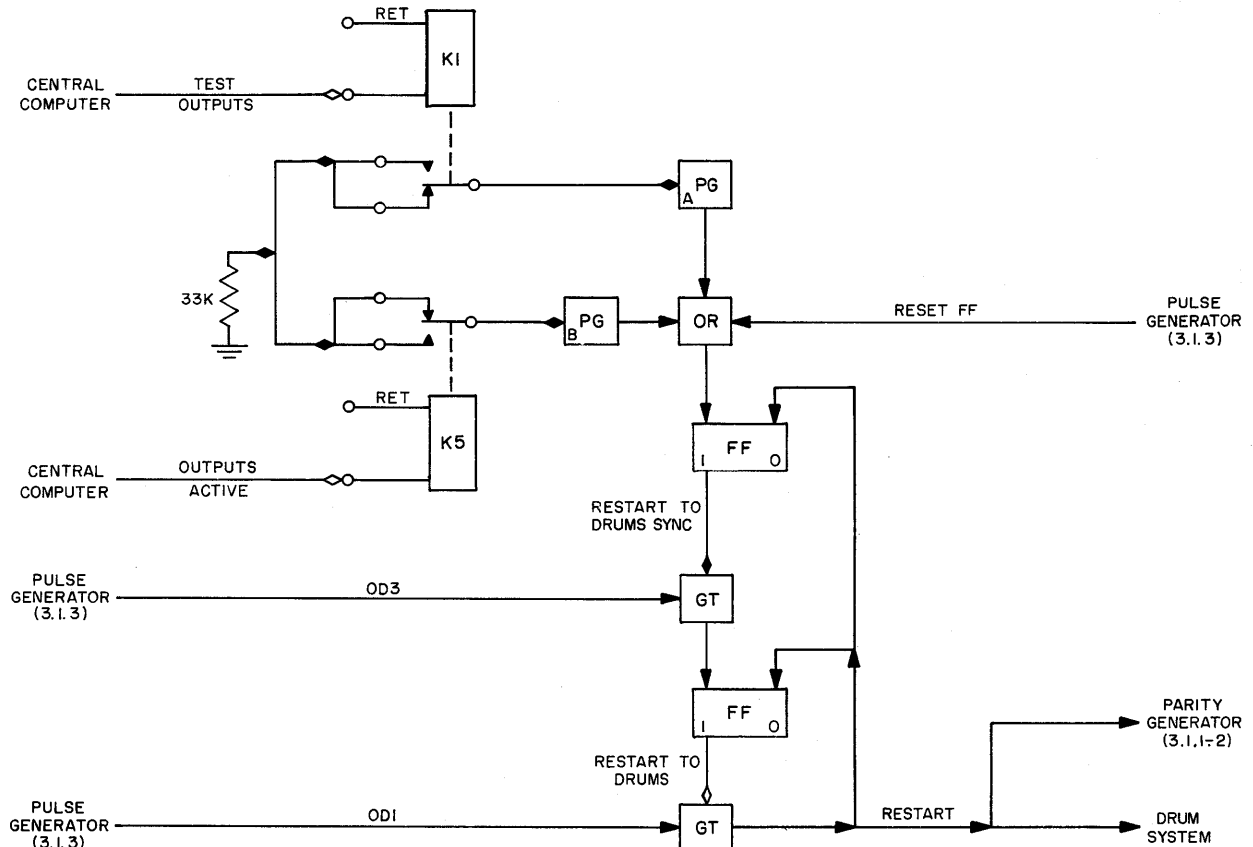 RET
K1
CENTRAL
COMPUTER
TEST
OUTPUTS
PG
A
33K
PG
B
OR
RESET FF
PULSE
GENERATOR
(3.1.3)
RET
K5
FF
1 0
CENTRAL
COMPUTER
OUTPUTS
ACTIVE
RESTART TO
DRUMS SYNC
PULSE
GENERATOR
(3.1.3)
OD3
GT
FF
1 0
PARITY
GENERATOR
(3.1.1-2)
RESTART TO
DRUMS
PULSE
GENERATOR
(3.1.3)
OD1
GT
RESTART
DRUM
SYSTEM